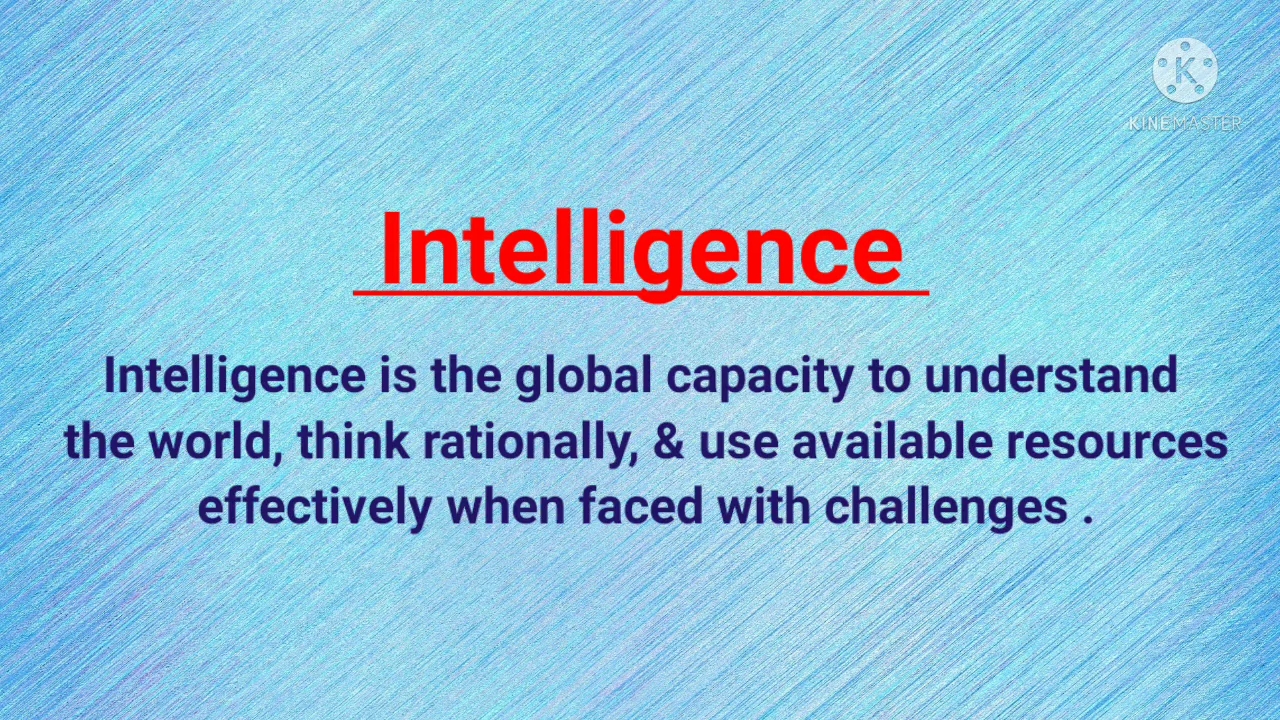 K
KINEMASTER
Intelligence
Intelligence is the global capacity to understand
the world, think rationally, & use available resources
effectively when faced with challenges .